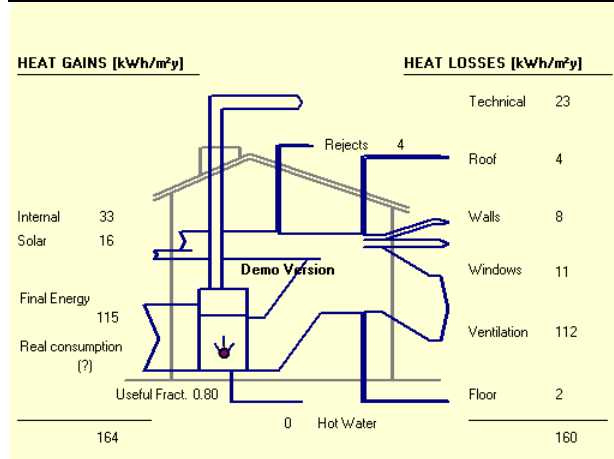 HEAT GAINS [kWh/m²y]
HEAT LOSSES [kWh/m²y]
Technical 23
Rejects 4
Roof 4
Internal 33
Walls 8
Solar 16
Demo Version
Windows 11
Final Energy
115
Ventilation 112
Real consumption
(?)
Useful Fract. 0.80
Floor 2
0 Hot Water
164
160